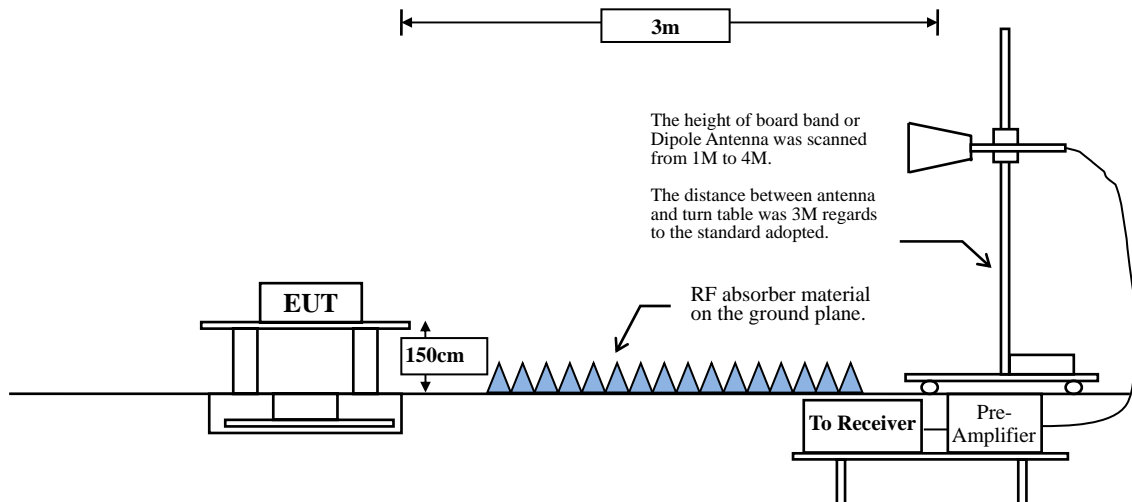 3m
The height of board band or
Dipole Antenna was scanned
from 1M to 4M.
The distance between antenna
and turn table was 3M regards
to the standard adopted.
EUT
RF absorber material
on the ground plane.
150cm
To Receiver
Pre-
Amplifier